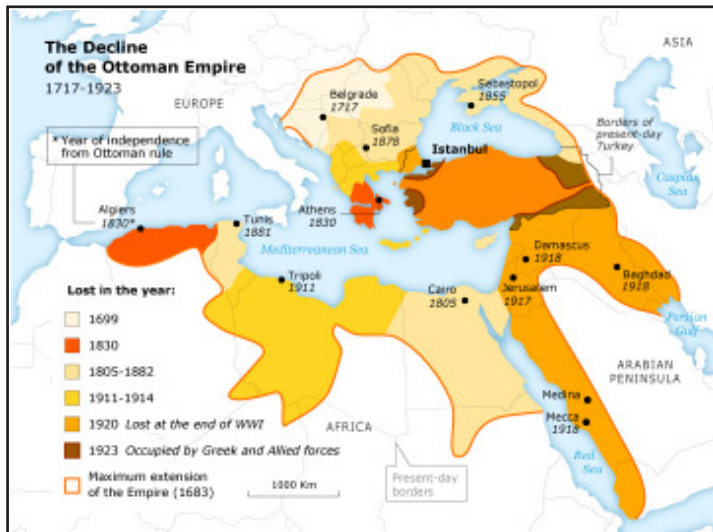 The Decline
of the Ottoman Empire
1717-1923
ASIA
EUROPE
Belgrade
1717
Sebastopol
1855
Sofia
1878
Black Sea
Borders of
present-day
Turkey
* Year of independence
from Ottoman rule
Istanbul
Caspian
Sea
Algiers
1830*
Tunis
1881
Athens
1830
Mediterranean Sea
Damascus
1918
Tripoli
1911
Baghdad
1918
Cairo
1805
Jerusalem
1917
Persian
Gulf
Lost in the year:
1699
1830
1805-1882
1911-1914
1920 Lost at the end of WWI
1923 Occupied by Greek and Allied forces
Maximum extension
of the Empire (1683)
ARABIAN
PENINSULA
Medina
Mecca
1918
AFRICA
Red
Sea
Present-day
borders
1000 Km